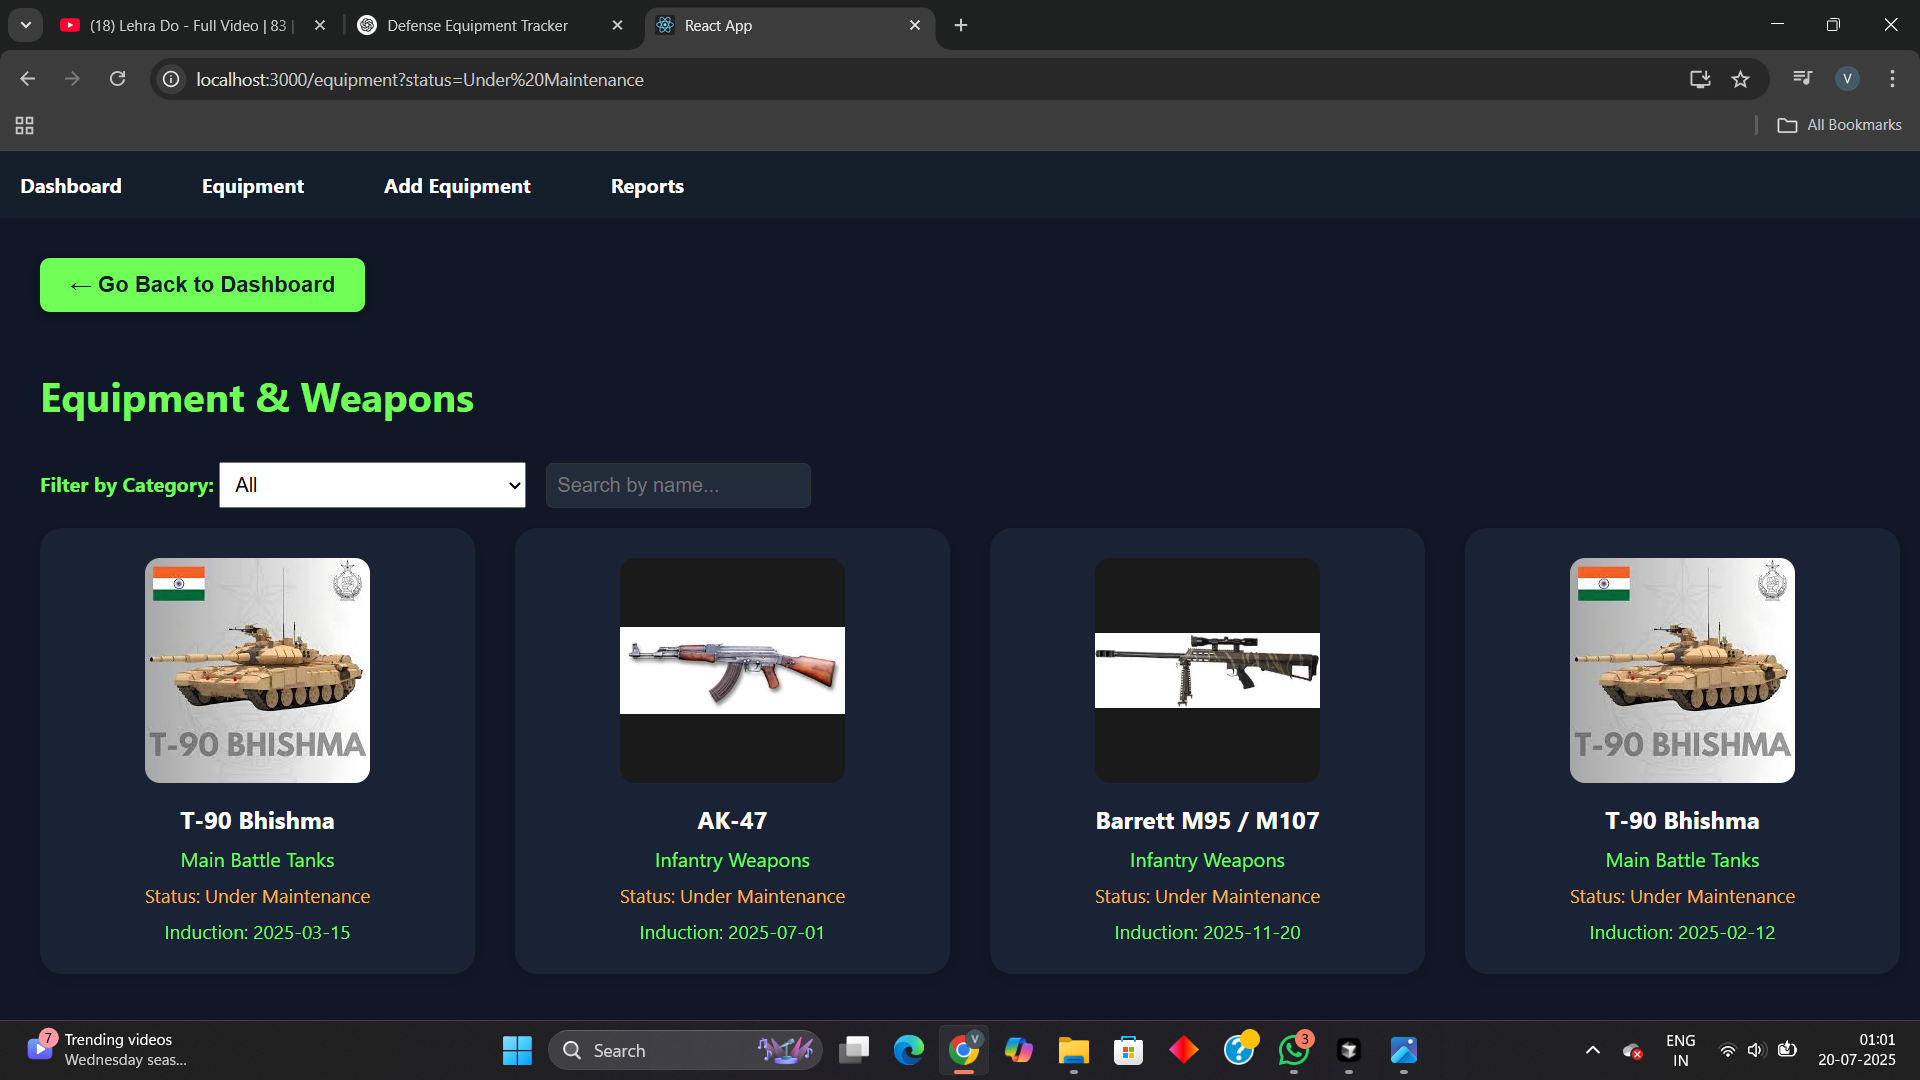 (18) Lehra Do - Full Video | 83 |
Defense Equipment Tracker
React App
localhost:3000/equipment?status=Under%20Maintenance
V
All Bookmarks
Dashboard
Equipment
Add Equipment
Reports
← Go Back to Dashboard
Equipment & Weapons
Filter by Category:
All
Search by name...
T-90 BHISHMA
T-90 BHISHMA
T-90 Bhishma
Main Battle Tanks
Status: Under Maintenance
Induction: 2025-03-15
AK-47
Infantry Weapons
Status: Under Maintenance
Induction: 2025-07-01
Barrett M95 / M107
Infantry Weapons
Status: Under Maintenance
Induction: 2025-11-20
T-90 Bhishma
Main Battle Tanks
Status: Under Maintenance
Induction: 2025-02-12
7
Trending videos
Wednesday seas...
Search
V
3
ENG
IN
01:01
20-07-2025